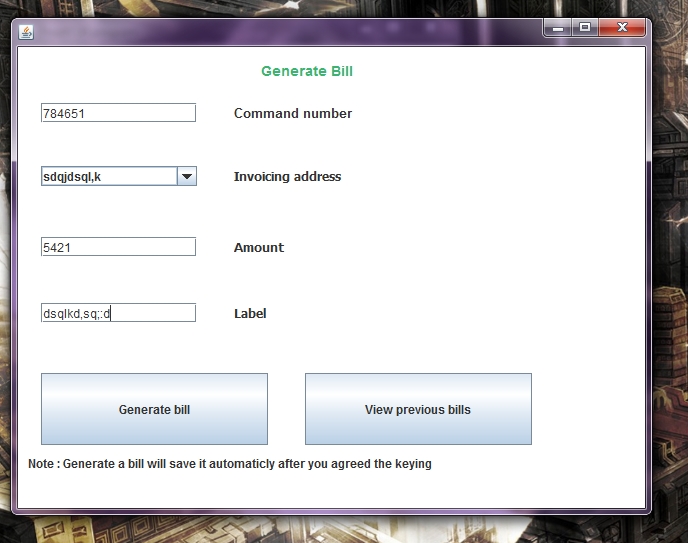 Generate Bill
784651 Command number
sdqjdsql,k Invoicing address
5421 Amount
dsqlkd,sq;:d Label
Generate bill View previous bills
Note : Generate a bill will save it automaticly after you agreed the keying